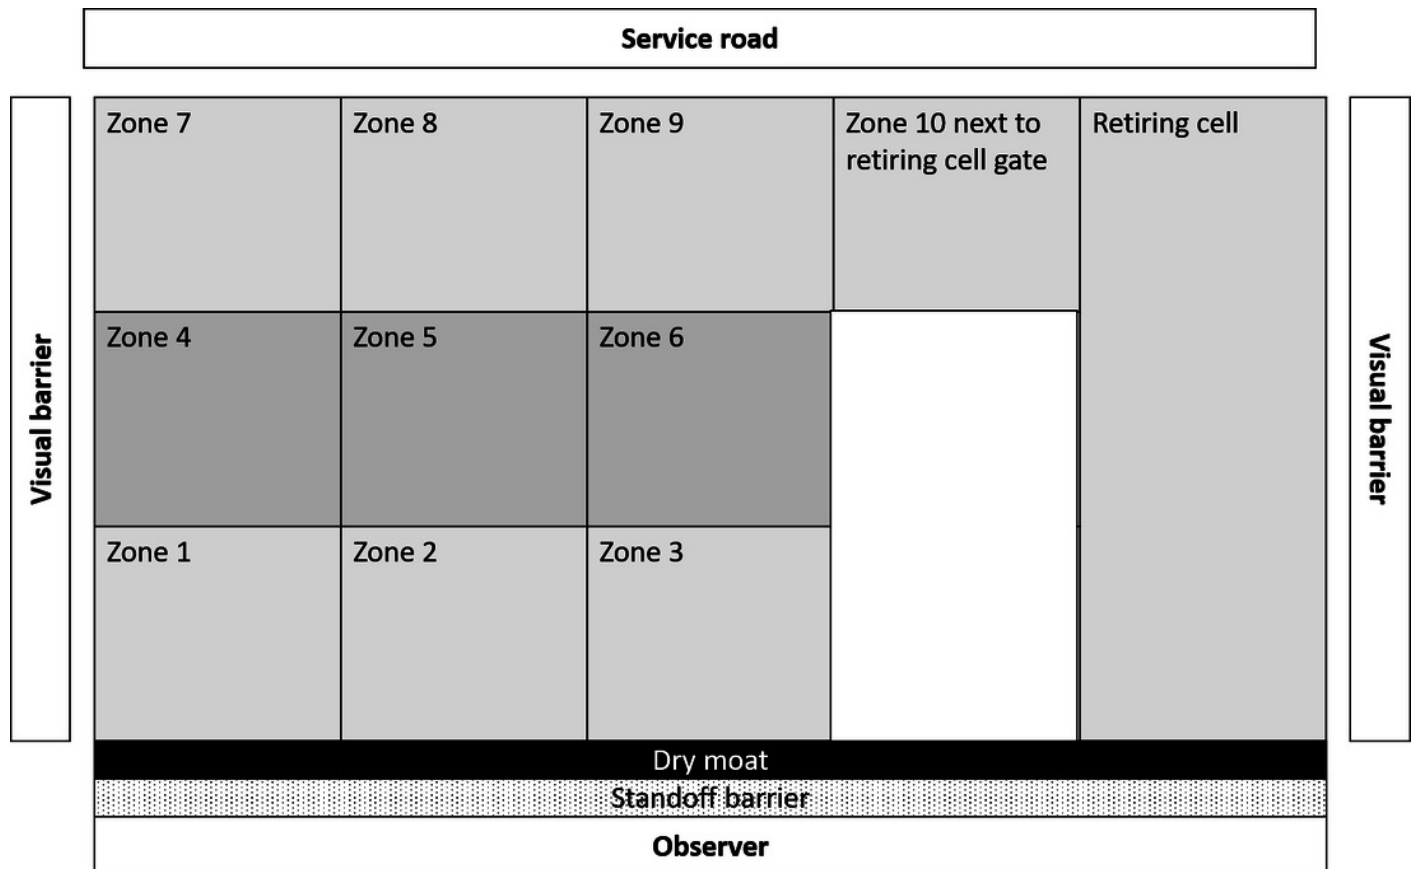 Service road
Visual barrier
Zone 7
Zone 8
Zone 9
Zone 10 next to
retiring cell gate
Retiring cell
Visual barrier
Zone 4
Zone 5
Zone 6
Zone 1
Zone 2
Zone 3
Dry moat
Standoff barrier
Observer